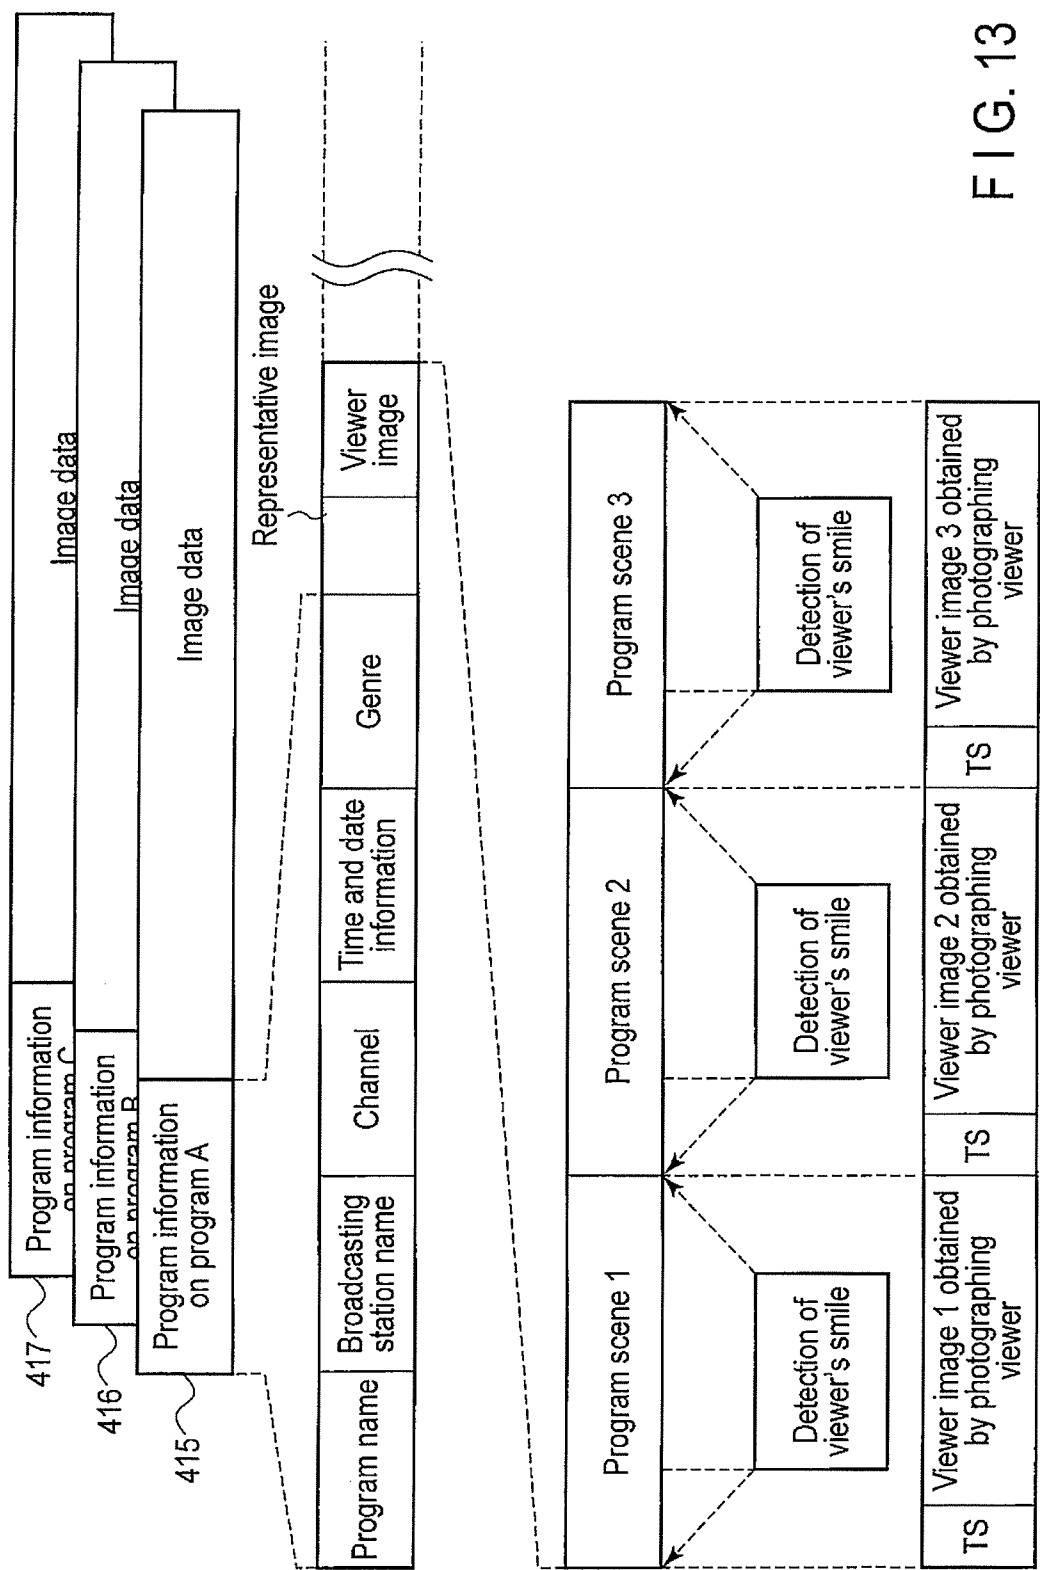 417
Program information
on program C
Image data
416
Program information
on program B
Image data
415
Program information
on program A
Image data
Representative image
Program name
Broadcasting
station name
Channel
Time and date
information
Genre
Viewer
image
Program scene 1
Program scene 2
Program scene 3
Detection of
viewer's smile
Detection of
viewer's smile
Detection of
viewer's smile
TS
Viewer image 1 obtained
by photographing
viewer
TS
Viewer image 2 obtained
by photographing
viewer
TS
Viewer image 3 obtained
by photographing
viewer
FIG. 13